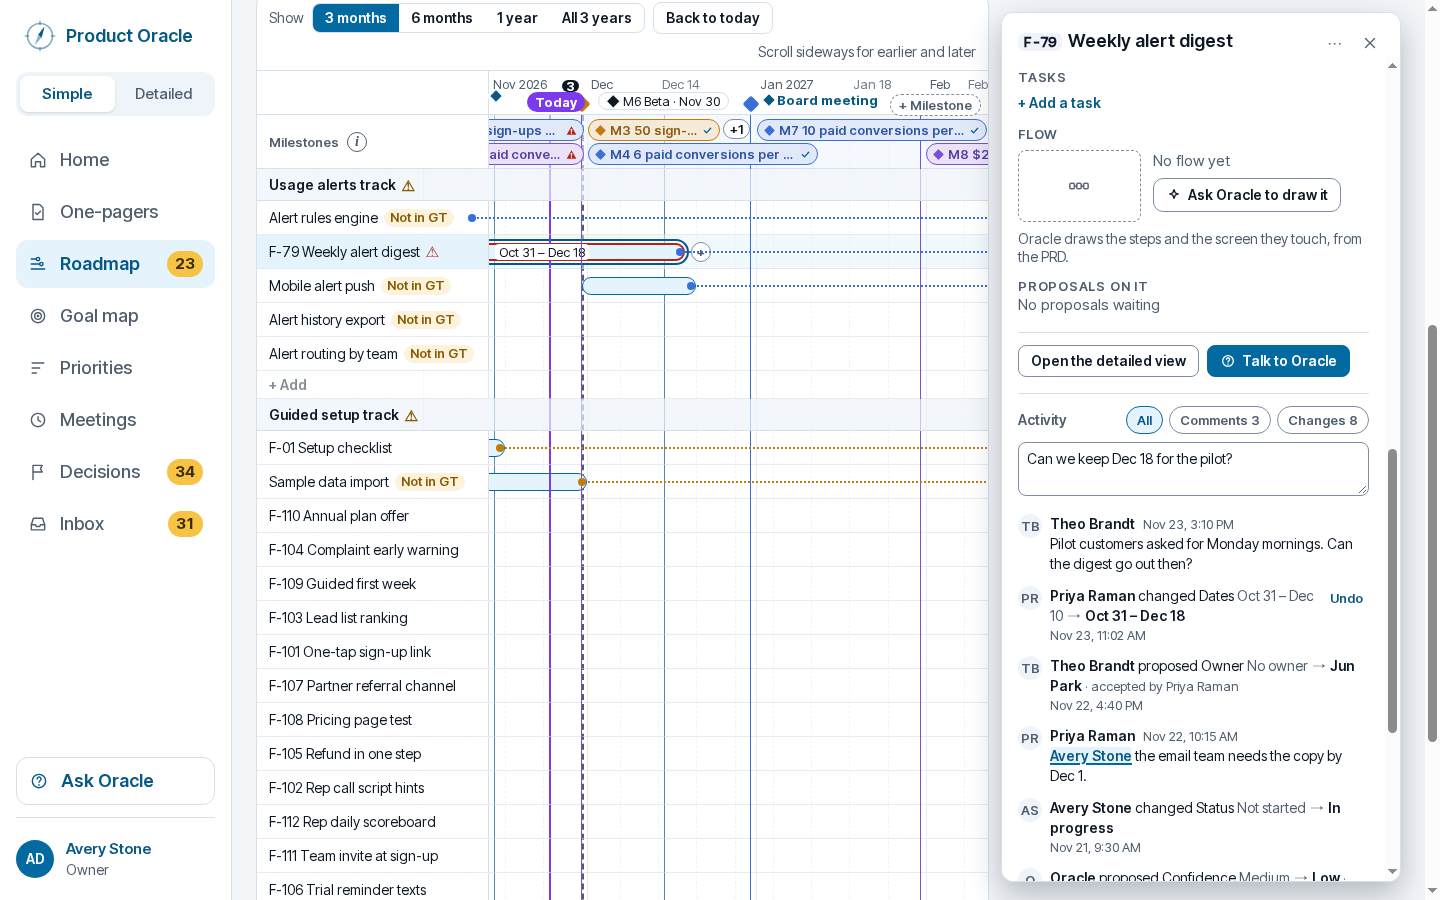 Product Oracle
Simple
Detailed
Home
One-pagers
Roadmap 23
Goal map
Priorities
Meetings
Decisions 34
Inbox 31
Ask Oracle
AD
Avery Stone
Owner
Show
3 months
6 months
1 year
All 3 years
Back to today
Scroll sideways for earlier and later
Nov 2026
3
Dec
Dec 14
Jan 2027
Jan 18
Feb
Feb
Today
M6 Beta · Nov 30
Board meeting
+ Milestone
Milestones
i
sign-ups ...
M3 50 sign-...
+1
M7 10 paid conversions per...
aid conve...
M4 6 paid conversions per ...
M8 $2
Usage alerts track
Alert rules engine Not in GT
F-79 Weekly alert digest
Oct 31 – Dec 18
+
Mobile alert push Not in GT
Alert history export Not in GT
Alert routing by team Not in GT
+ Add
Guided setup track
F-01 Setup checklist
Sample data import Not in GT
F-110 Annual plan offer
F-104 Complaint early warning
F-109 Guided first week
F-103 Lead list ranking
F-101 One-tap sign-up link
F-107 Partner referral channel
F-108 Pricing page test
F-105 Refund in one step
F-102 Rep call script hints
F-112 Rep daily scoreboard
F-111 Team invite at sign-up
F-106 Trial reminder texts
F-79 Weekly alert digest
TASKS
+ Add a task
FLOW
No flow yet
Ask Oracle to draw it
Oracle draws the steps and the screen they touch, from
the PRD.
PROPOSALS ON IT
No proposals waiting
Open the detailed view
Talk to Oracle
Activity
All
Comments 3
Changes 8
Can we keep Dec 18 for the pilot?
TB
Theo Brandt Nov 23, 3:10 PM
Pilot customers asked for Monday mornings. Can
the digest go out then?
PR
Priya Raman changed Dates Oct 31 – Dec
10 → Oct 31 – Dec 18
Undo
Nov 23, 11:02 AM
TB
Theo Brandt proposed Owner No owner → Jun
Park · accepted by Priya Raman
Nov 22, 4:40 PM
PR
Priya Raman Nov 22, 10:15 AM
Avery Stone the email team needs the copy by
Dec 1.
AS
Avery Stone changed Status Not started → In
progress
Nov 21, 9:30 AM
O
Oracle proposed Confidence Medium → Low ·